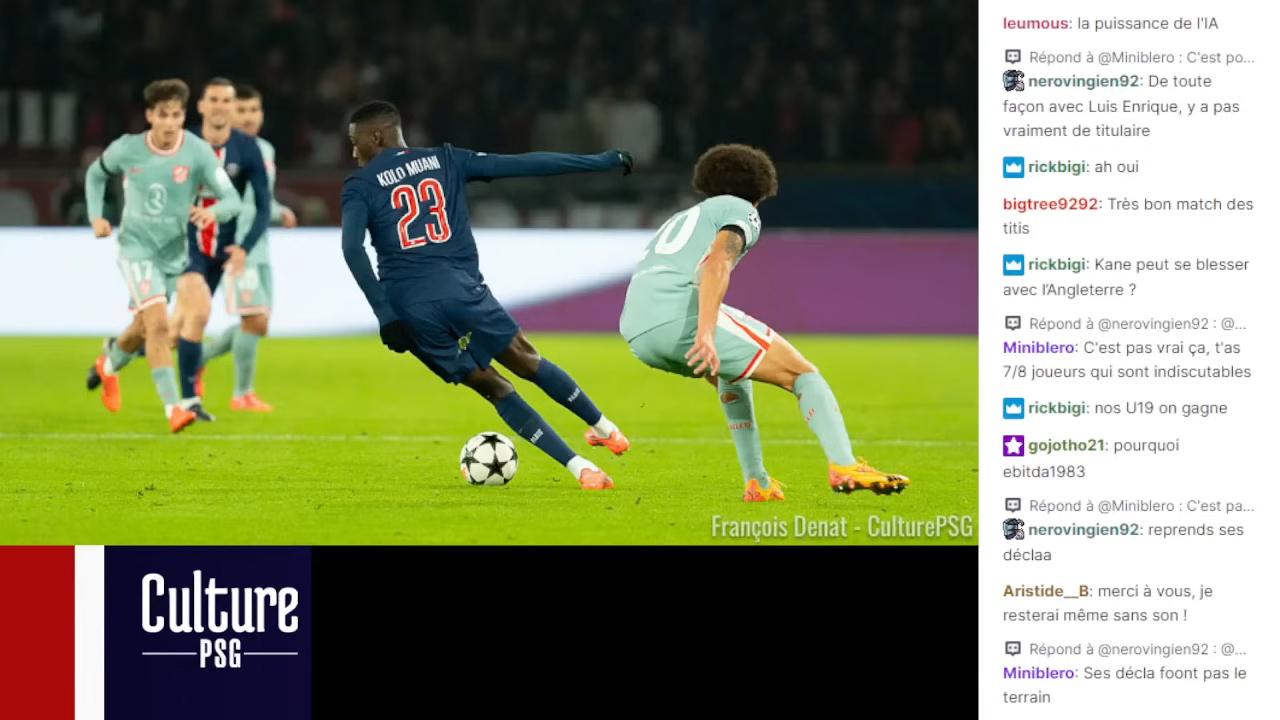 KOLO MUANI
23
20
17
François Denat - CulturePSG
Culture
PSG
leumous: la puissance de l'IA
Répond à @Miniblero : C'est po...
nerovingien92: De toute
façon avec Luis Enrique, y a pas
vraiment de titulaire
rickbigi: ah oui
bigtree9292: Très bon match des
titis
rickbigi: Kane peut se blesser
avec l'Angleterre ?
Répond à @nerovingien92 : @...
Miniblero: C'est pas vrai ça, t'as
7/8 joueurs qui sont indiscutables
rickbigi: nos U19 on gagne
gojotho21: pourquoi
ebitda1983
Répond à @Miniblero : C'est pa...
nerovingien92: reprends ses
déclaa
Aristide__B: merci à vous, je
resterai même sans son !
Répond à @nerovingien92 : @...
Miniblero: Ses décla foont pas le
terrain